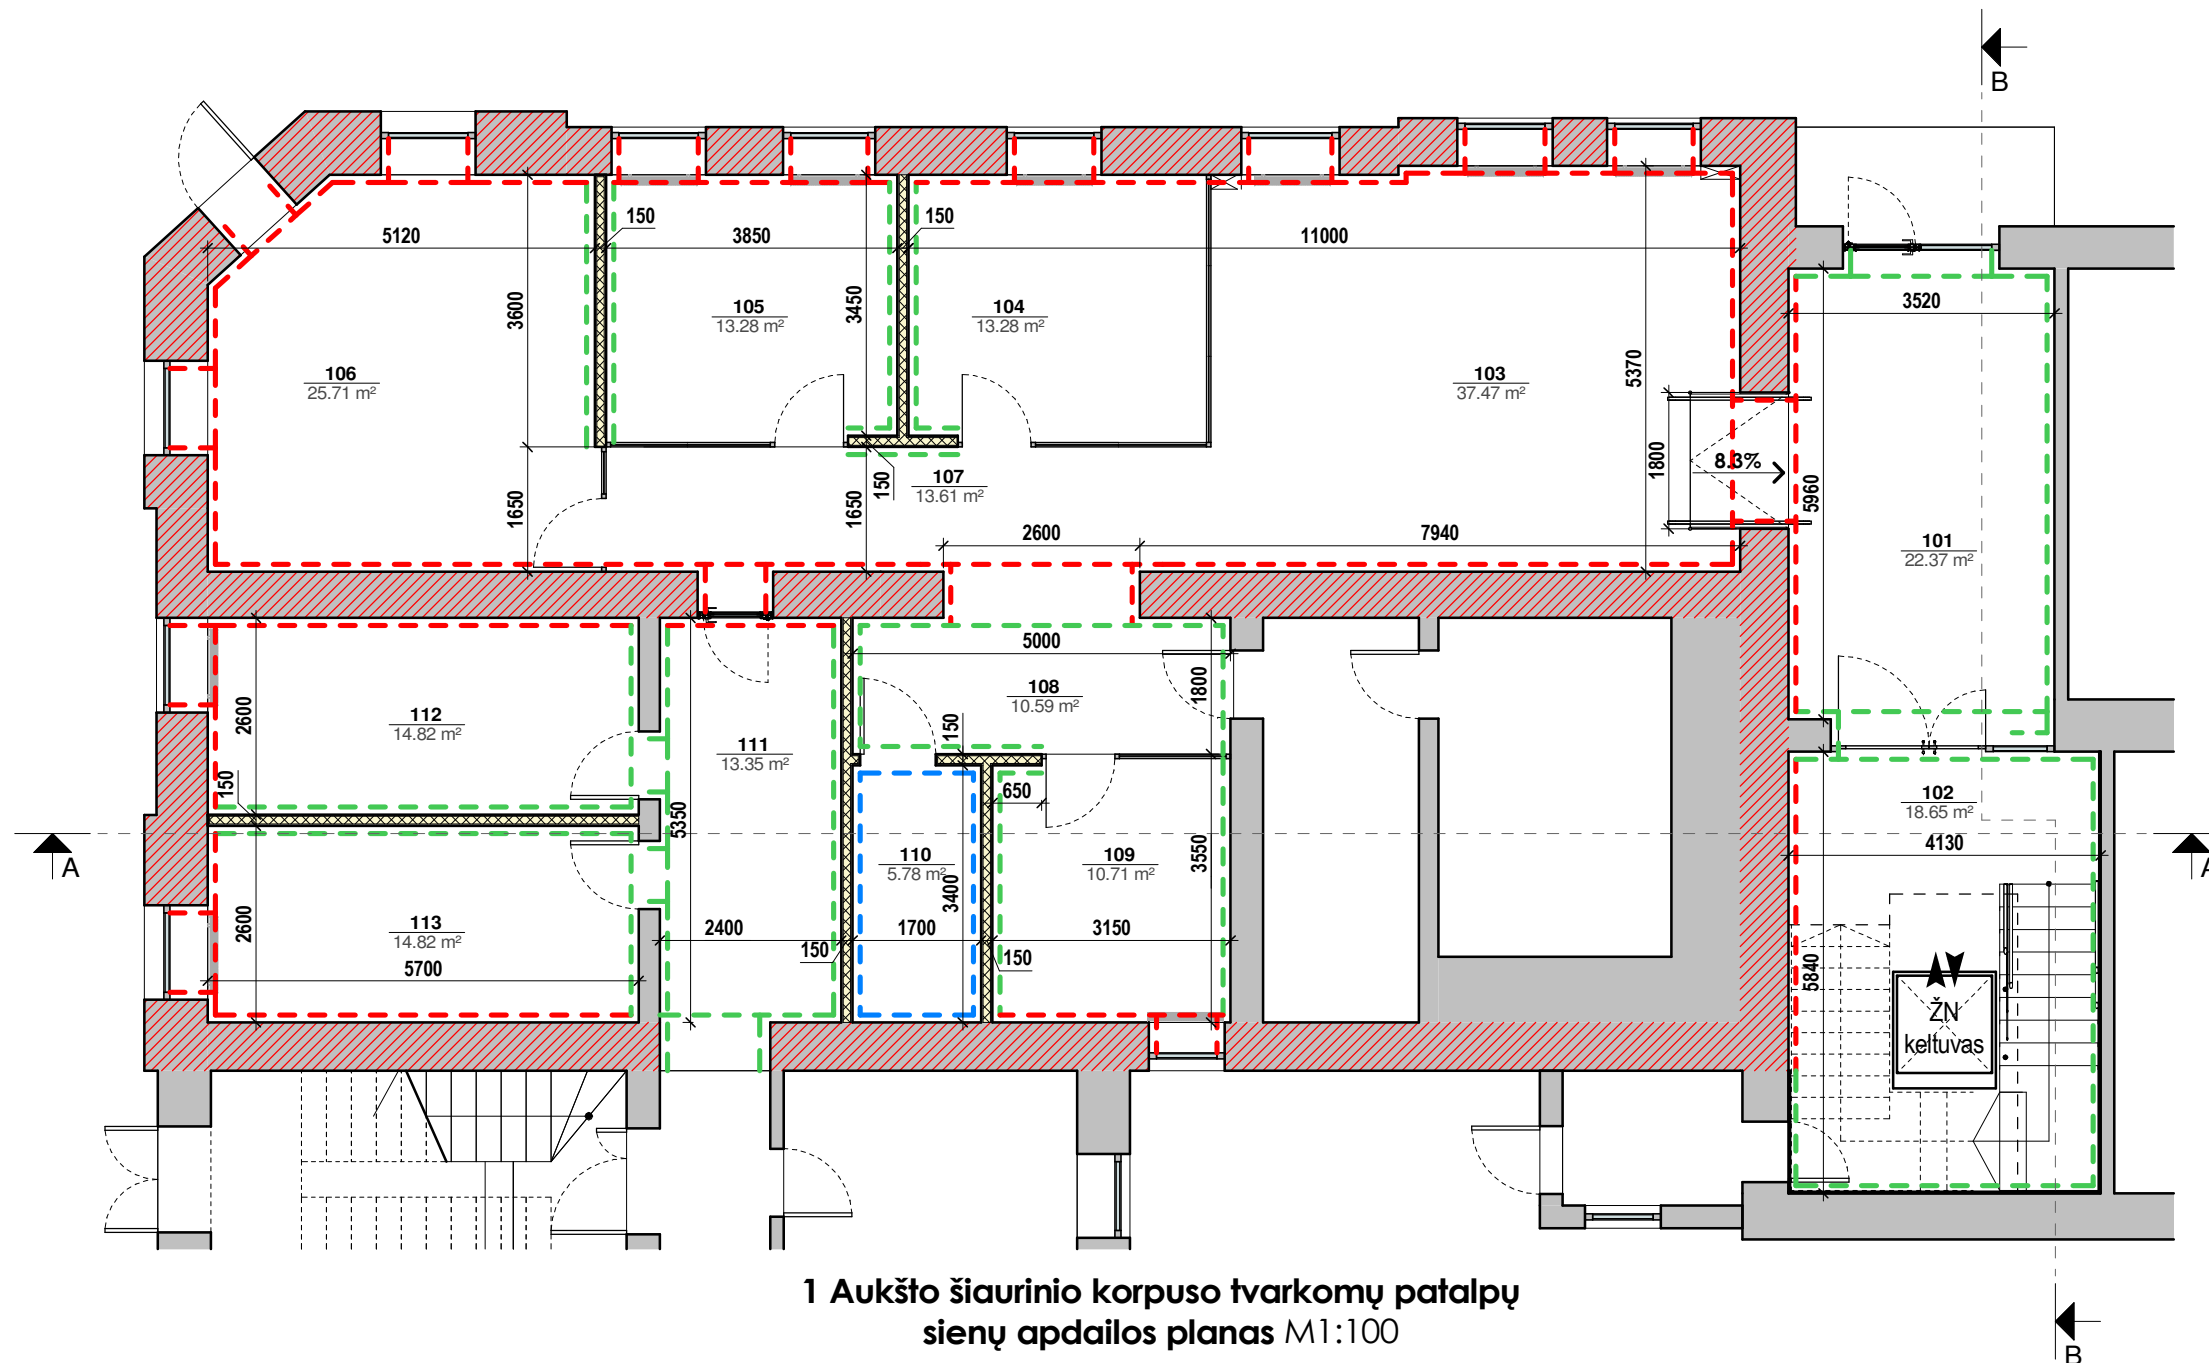 B
150
150
5120
3850
11000
3520
105
13.28 m²
104
13.28 m²
3600
3450
106
25.71 m²
103
37.47 m²
5370
1800
8.3%
5960
107
13.61 m²
150
1650
1650
2600
7940
101
22.37 m²
5000
112
14.82 m²
2600
108
10.59 m²
1800
111
13.35 m²
150
150
650
102
18.65 m²
5350
A
A
110
5.78 m²
3400
109
10.71 m²
3550
4130
113
14.82 m²
2600
2400
1700
3150
150
150
5700
5840
ŽN
keltuvas
1 Aukšto šiaurinio korpuso tvarkomų patalpų
sienų apdailos planas M1:100
B